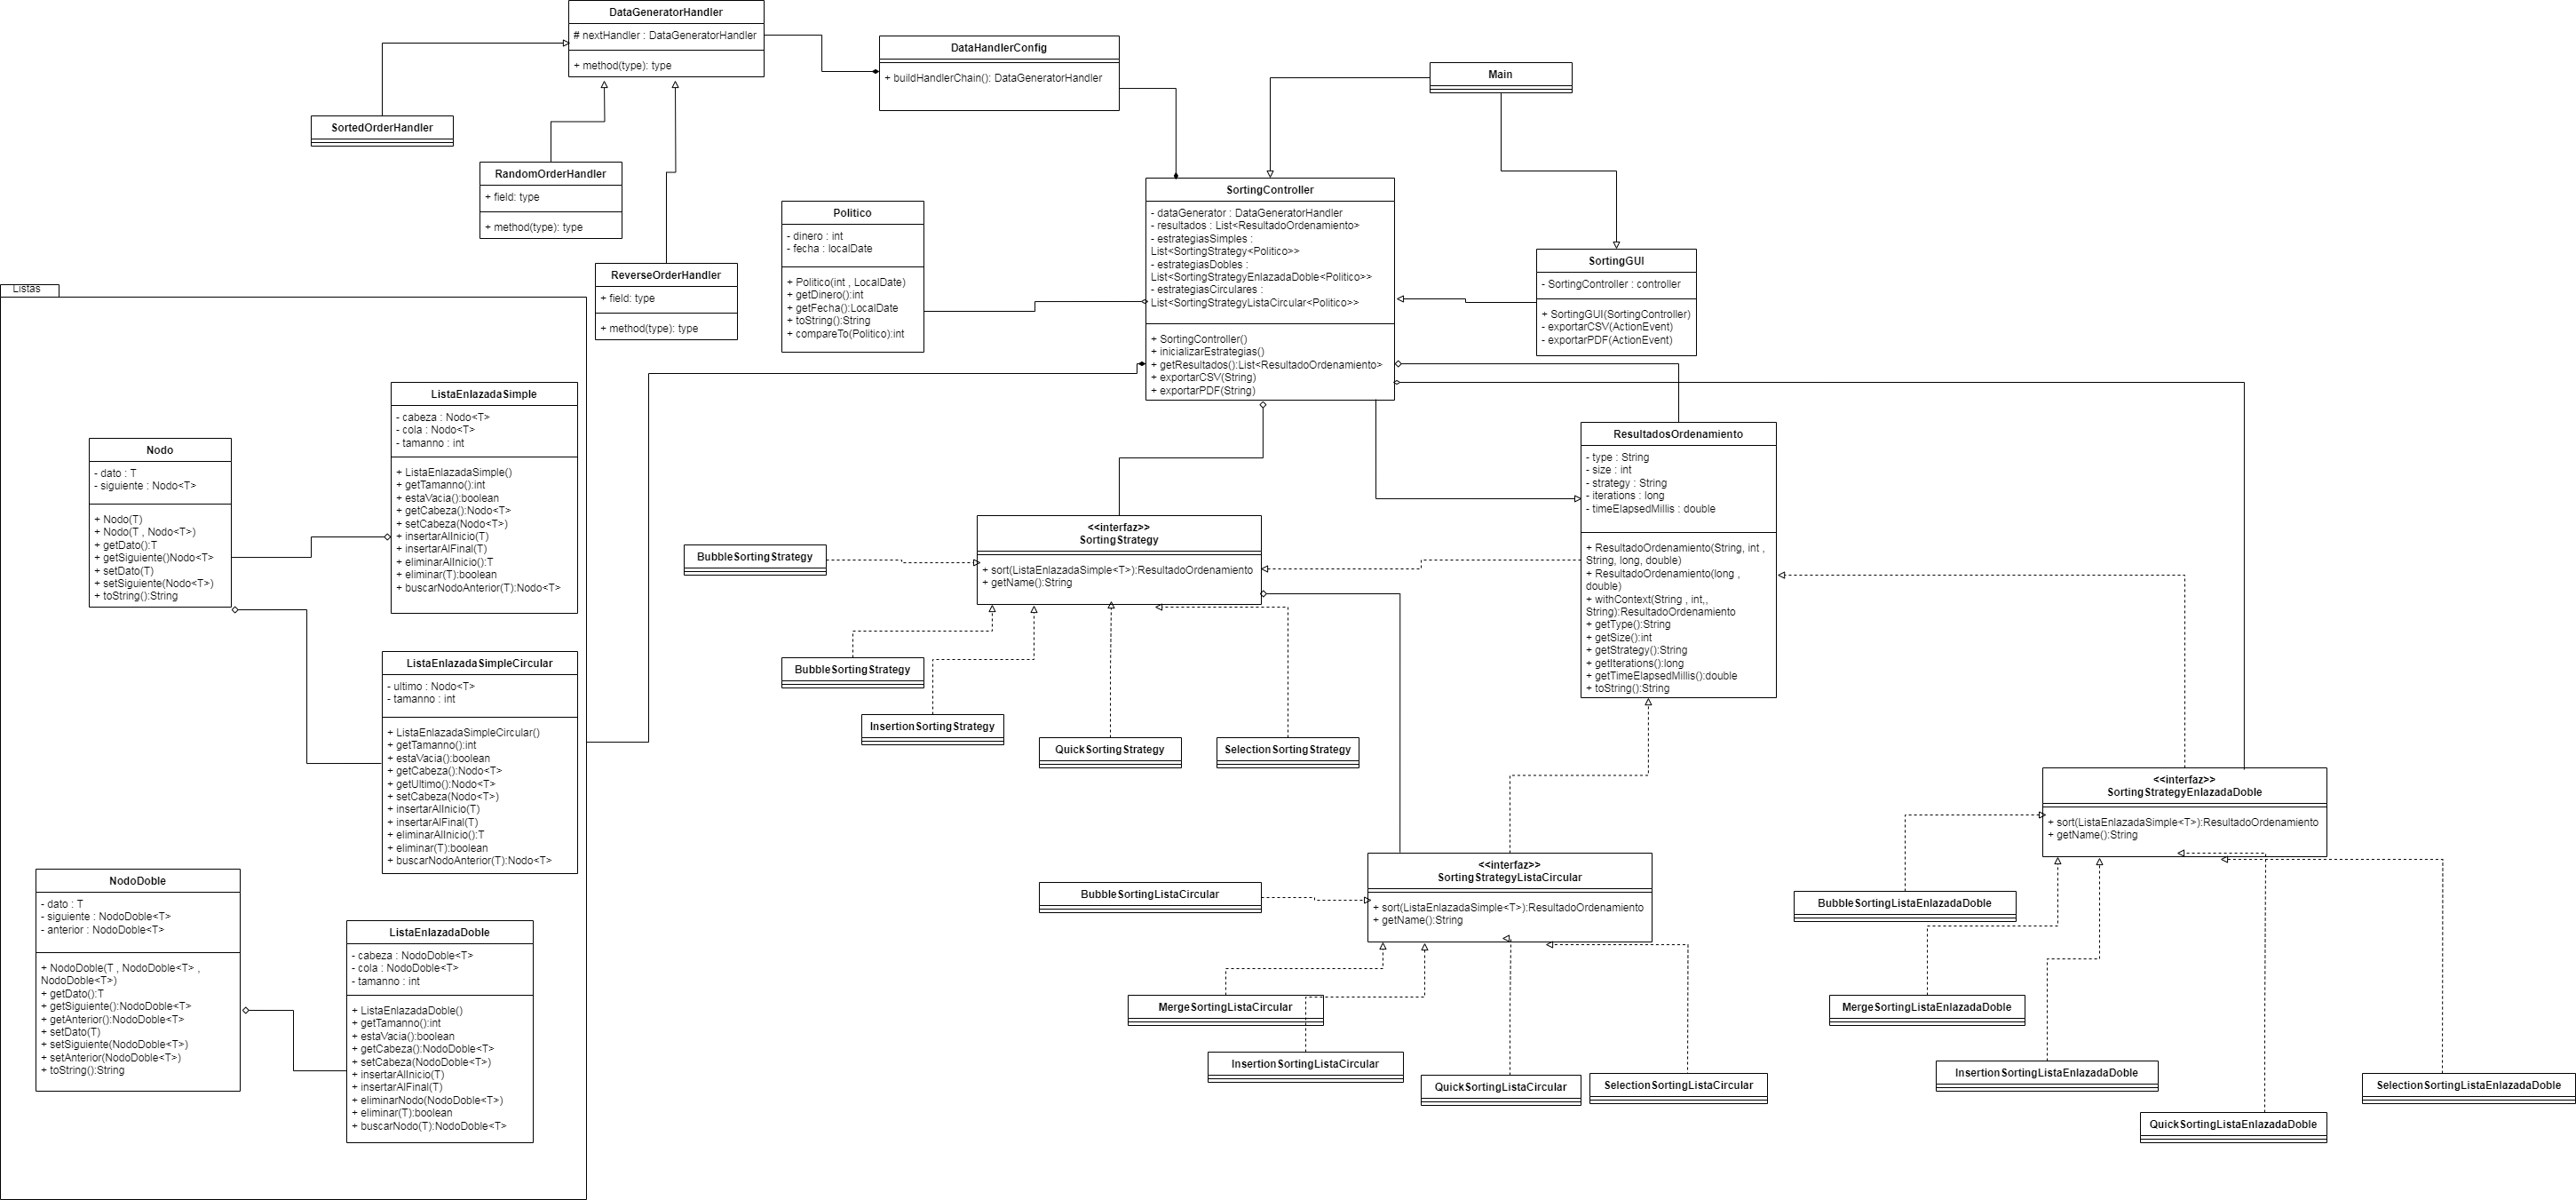 DataGeneratorHandler
# nextHandler : DataGeneratorHandler
+ method(type): type
DataHandlerConfig
+ buildHandlerChain(): DataGeneratorHandler
Main
SortedOrderHandler
RandomOrderHandler
+ field: type
+ method(type): type
ReverseOrderHandler
+ field: type
+ method(type): type
Politico
- dinero : int
- fecha : localDate
+ Politico(int , LocalDate)
+ getDinero():int
+ getFecha():LocalDate
+ toString():String
+ compareTo(Politico):int
SortingController
- dataGenerator : DataGeneratorHandler
- resultados : List<ResultadoOrdenamiento>
- estrategiasSimples :
List<SortingStrategy<Politico>>
- estrategiasDobles :
List<SortingStrategyEnlazadaDoble<Politico>>
- estrategiasCirculares :
List<SortingStrategyListaCircular<Politico>>
+ SortingController()
+ inicializarEstrategias()
+ getResultados():List<ResultadoOrdenamiento>
+ exportarCSV(String)
+ exportarPDF(String)
SortingGUI
- SortingController : controller
+ SortingGUI(SortingController)
- exportarCSV(ActionEvent)
- exportarPDF(ActionEvent)
Listas
ListaEnlazadaSimple
- cabeza : Nodo<T>
- cola : Nodo<T>
- tamanno : int
+ ListaEnlazadaSimple()
+ getTamanno():int
+ estaVacia():boolean
+ getCabeza():Nodo<T>
+ setCabeza(Nodo<T>)
+ insertarAlInicio(T)
+ insertarAlFinal(T)
+ eliminarAlInicio():T
+ eliminar(T):boolean
+ buscarNodoAnterior(T):Nodo<T>
Nodo
- dato : T
- siguiente : Nodo<T>
+ Nodo(T)
+ Nodo(T , Nodo<T>)
+ getDato():T
+ getSiguiente()Nodo<T>
+ setDato(T)
+ setSiguiente(Nodo<T>)
+ toString():String
ListaEnlazadaSimpleCircular
- ultimo : Nodo<T>
- tamanno : int
+ ListaEnlazadaSimpleCircular()
+ getTamanno():int
+ estaVacia():boolean
+ getCabeza():Nodo<T>
+ getUltimo():Nodo<T>
+ setCabeza(Nodo<T>)
+ insertarAlInicio(T)
+ insertarAlFinal(T)
+ eliminarAlInicio():T
+ eliminar(T):boolean
+ buscarNodoAnterior(T):Nodo<T>
NodoDoble
- dato : T
- siguiente : NodoDoble<T>
- anterior : NodoDoble<T>
+ NodoDoble(T , NodoDoble<T> ,
NodoDoble<T>)
+ getDato():T
+ getSiguiente():NodoDoble<T>
+ getAnterior():NodoDoble<T>
+ setDato(T)
+ setSiguiente(NodoDoble<T>)
+ setAnterior(NodoDoble<T>)
+ toString():String
ListaEnlazadaDoble
- cabeza : NodoDoble<T>
- cola : NodoDoble<T>
- tamanno : int
+ ListaEnlazadaDoble()
+ getTamanno():int
+ estaVacia():boolean
+ getCabeza():NodoDoble<T>
+ setCabeza(NodoDoble<T>)
+ insertarAlInicio(T)
+ insertarAlFinal(T)
+ eliminarNodo(NodoDoble<T>)
+ eliminar(T):boolean
+ buscarNodo(T):NodoDoble<T>
<<interfaz>>
SortingStrategy
+ sort(ListaEnlazadaSimple<T>):ResultadoOrdenamiento
+ getName():String
BubbleSortingStrategy
BubbleSortingStrategy
InsertionSortingStrategy
QuickSortingStrategy
SelectionSortingStrategy
ResultadosOrdenamiento
- type : String
- size : int
- strategy : String
- iterations : long
- timeElapsedMillis : double
+ ResultadoOrdenamiento(String, int ,
String, long, double)
+ ResultadoOrdenamiento(long ,
double)
+ withContext(String , int,,
String):ResultadoOrdenamiento
+ getType():String
+ getSize():int
+ getStrategy():String
+ getIterations():long
+ getTimeElapsedMillis():double
+ toString():String
<<interfaz>>
SortingStrategyListaCircular
+ sort(ListaEnlazadaSimple<T>):ResultadoOrdenamiento
+ getName():String
BubbleSortingListaCircular
MergeSortingListaCircular
InsertionSortingListaCircular
QuickSortingListaCircular
SelectionSortingListaCircular
<<interfaz>>
SortingStrategyEnlazadaDoble
+ sort(ListaEnlazadaSimple<T>):ResultadoOrdenamiento
+ getName():String
BubbleSortingListaEnlazadaDoble
MergeSortingListaEnlazadaDoble
InsertionSortingListaEnlazadaDoble
SelectionSortingListaEnlazadaDoble
QuickSortingListaEnlazadaDoble